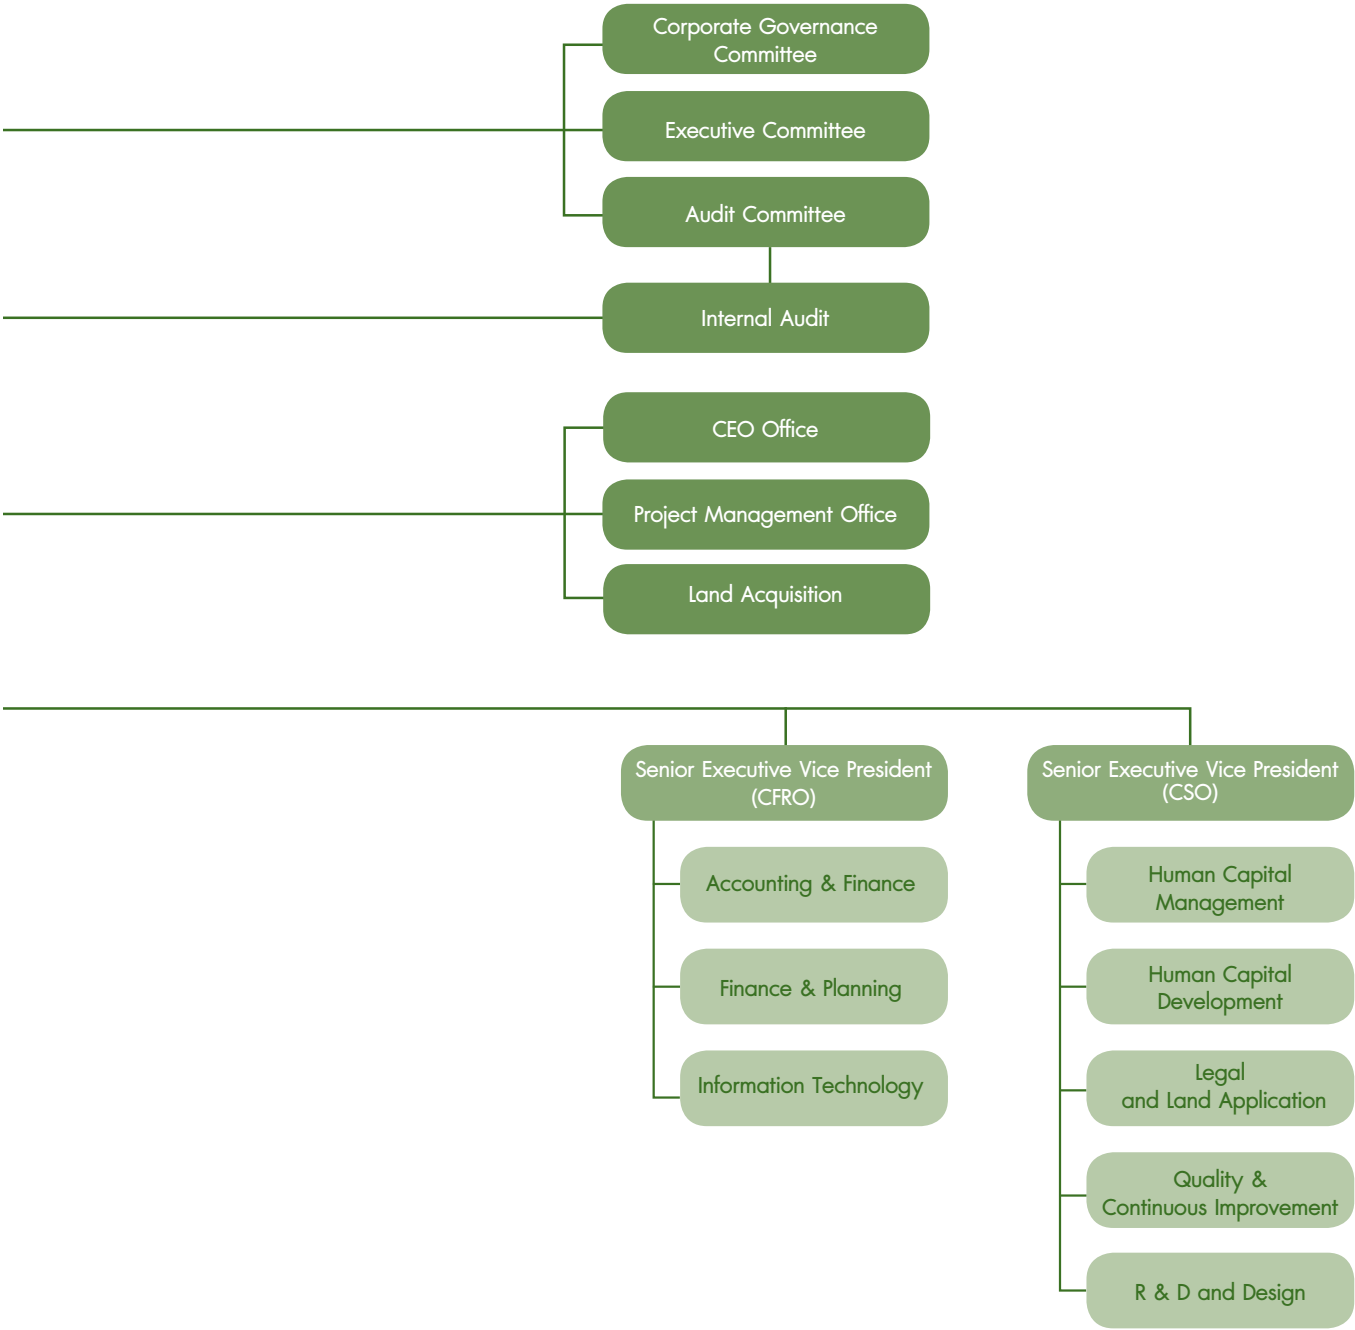 Corporate Governance
Committee
Executive Committee
Audit Committee
Internal Audit
CEO Office
Project Management Office
Land Acquisition
Senior Executive Vice President
(CFRO)
Accounting & Finance
Finance & Planning
Information Technology
Senior Executive Vice President
(CSO)
Human Capital
Management
Human Capital
Development
Legal
and Land Application
Quality &
Continuous Improvement
R & D and Design